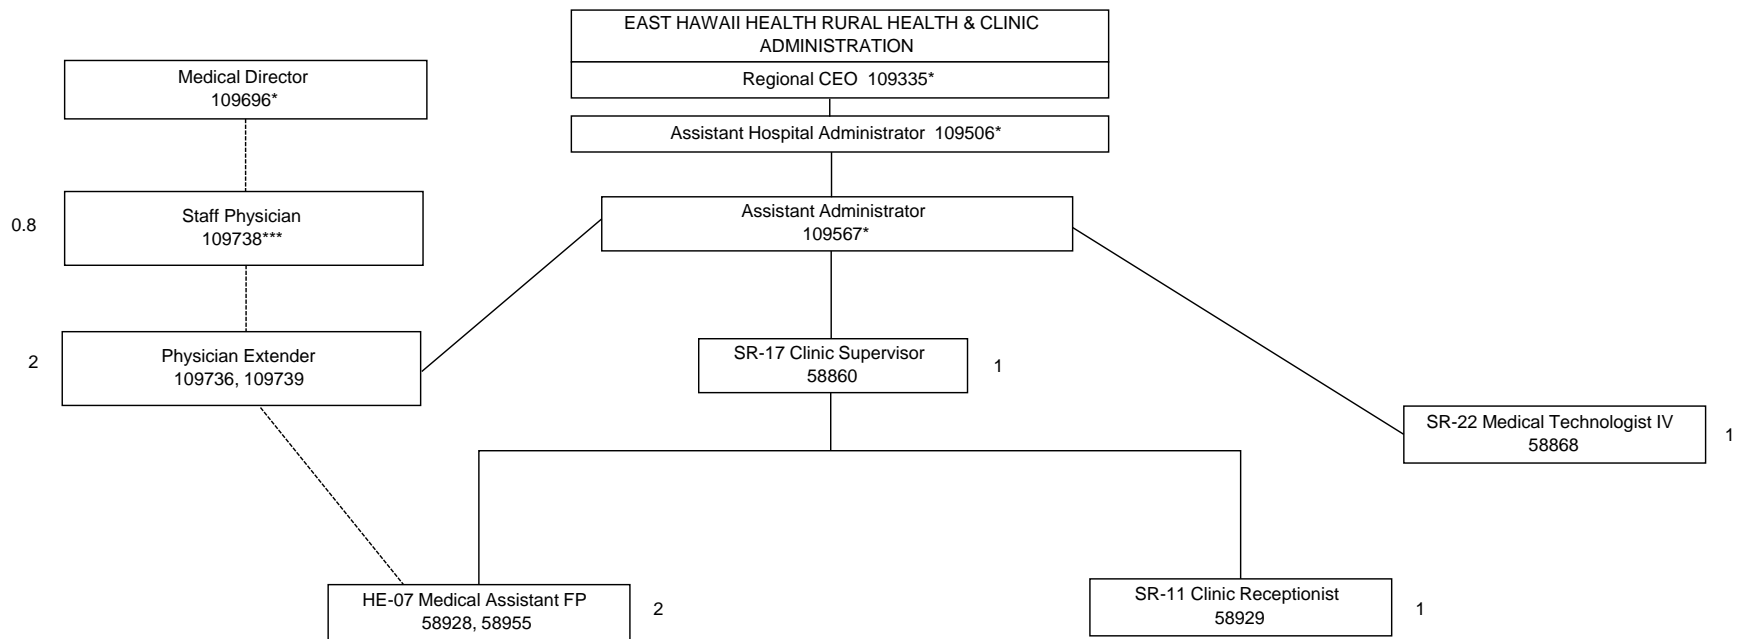 EAST HAWAII HEALTH RURAL HEALTH & CLINIC
ADMINISTRATION
Regional CEO 109335*
Medical Director
109696*
Assistant Hospital Administrator 109506*
0.8
Staff Physician
109738***
Assistant Administrator
109567*
2
Physician Extender
109736, 109739
SR-17 Clinic Supervisor
58860
1
SR-22 Medical Technologist IV
58868
1
HE-07 Medical Assistant FP
58928, 58955
2
SR-11 Clinic Receptionist
58929
1